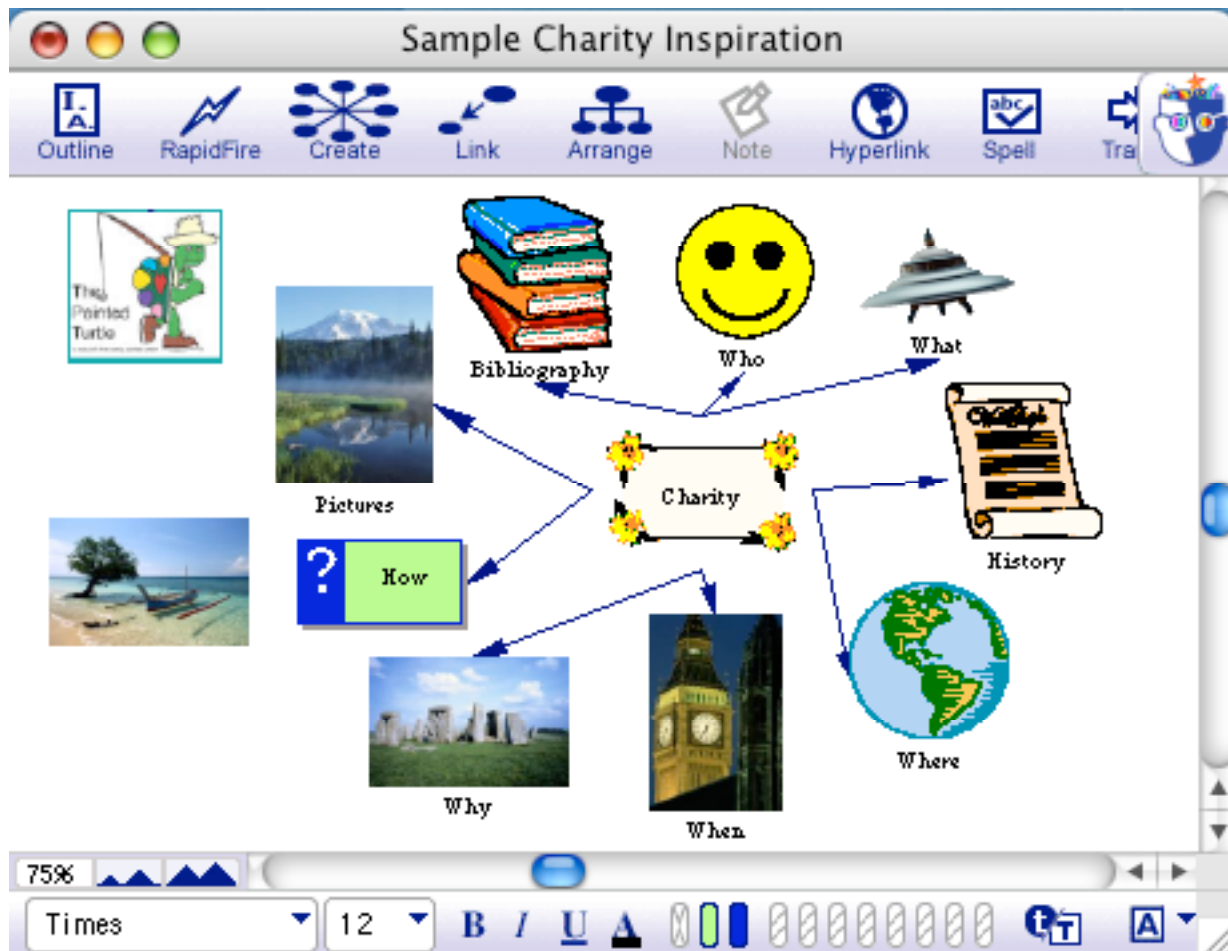 Sample Charity Inspiration
Outline RapidFire Create Link Arrange Note Hyperlink Spell Tra
The
Painted
Turtle
Bibliography
Who
What
Pictures
Charity
History
? How
Where
Why
When
75%
Times 12 B I U A t T A